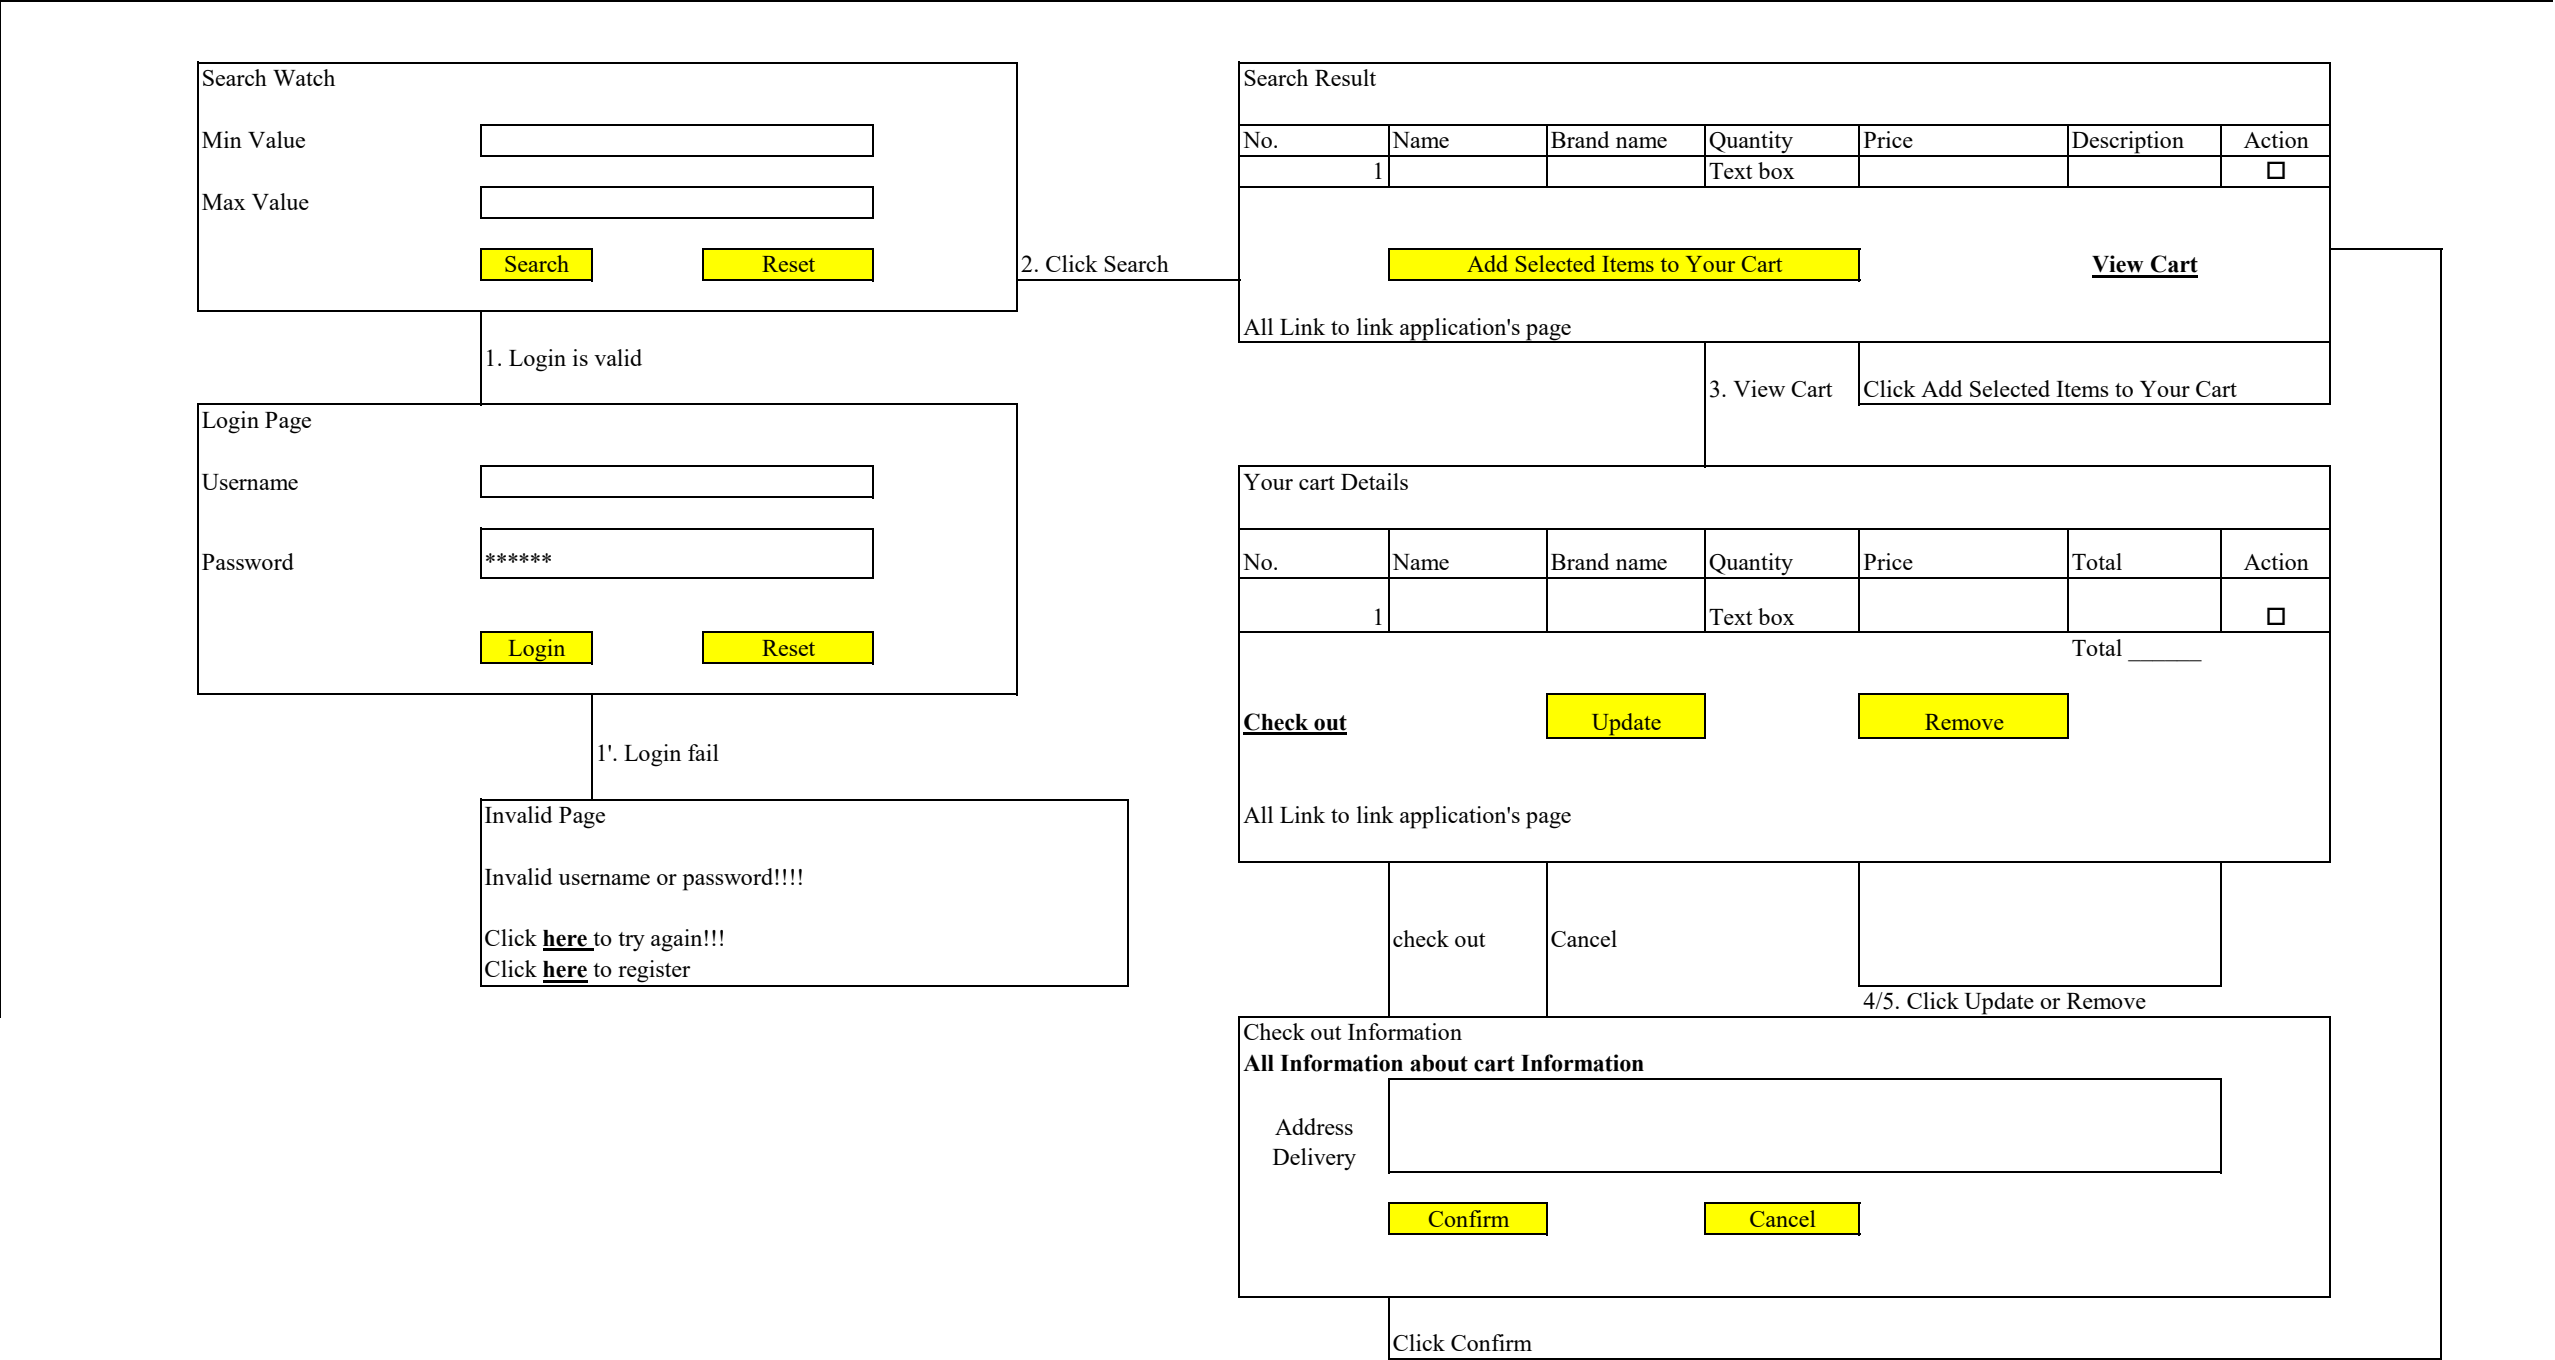 Search Watch
Min Value
Max Value
Search Reset
2. Click Search
1. Login is valid
Login Page
Username
Password ******
Login Reset
1'. Login fail
Invalid Page
Invalid username or password!!!!
Click here to try again!!!
Click here to register
Search Result
No. Name Brand name Quantity Price Description Action
1 Text box
Add Selected Items to Your Cart View Cart
All Link to link application's page
3. View Cart Click Add Selected Items to Your Cart
Your cart Details
No. Name Brand name Quantity Price Total Action
1 Text box
Total ______
Check out Update Remove
All Link to link application's page
check out Cancel
4/5. Click Update or Remove
Check out Information
All Information about cart Information
Address
Delivery
Confirm Cancel
Click Confirm